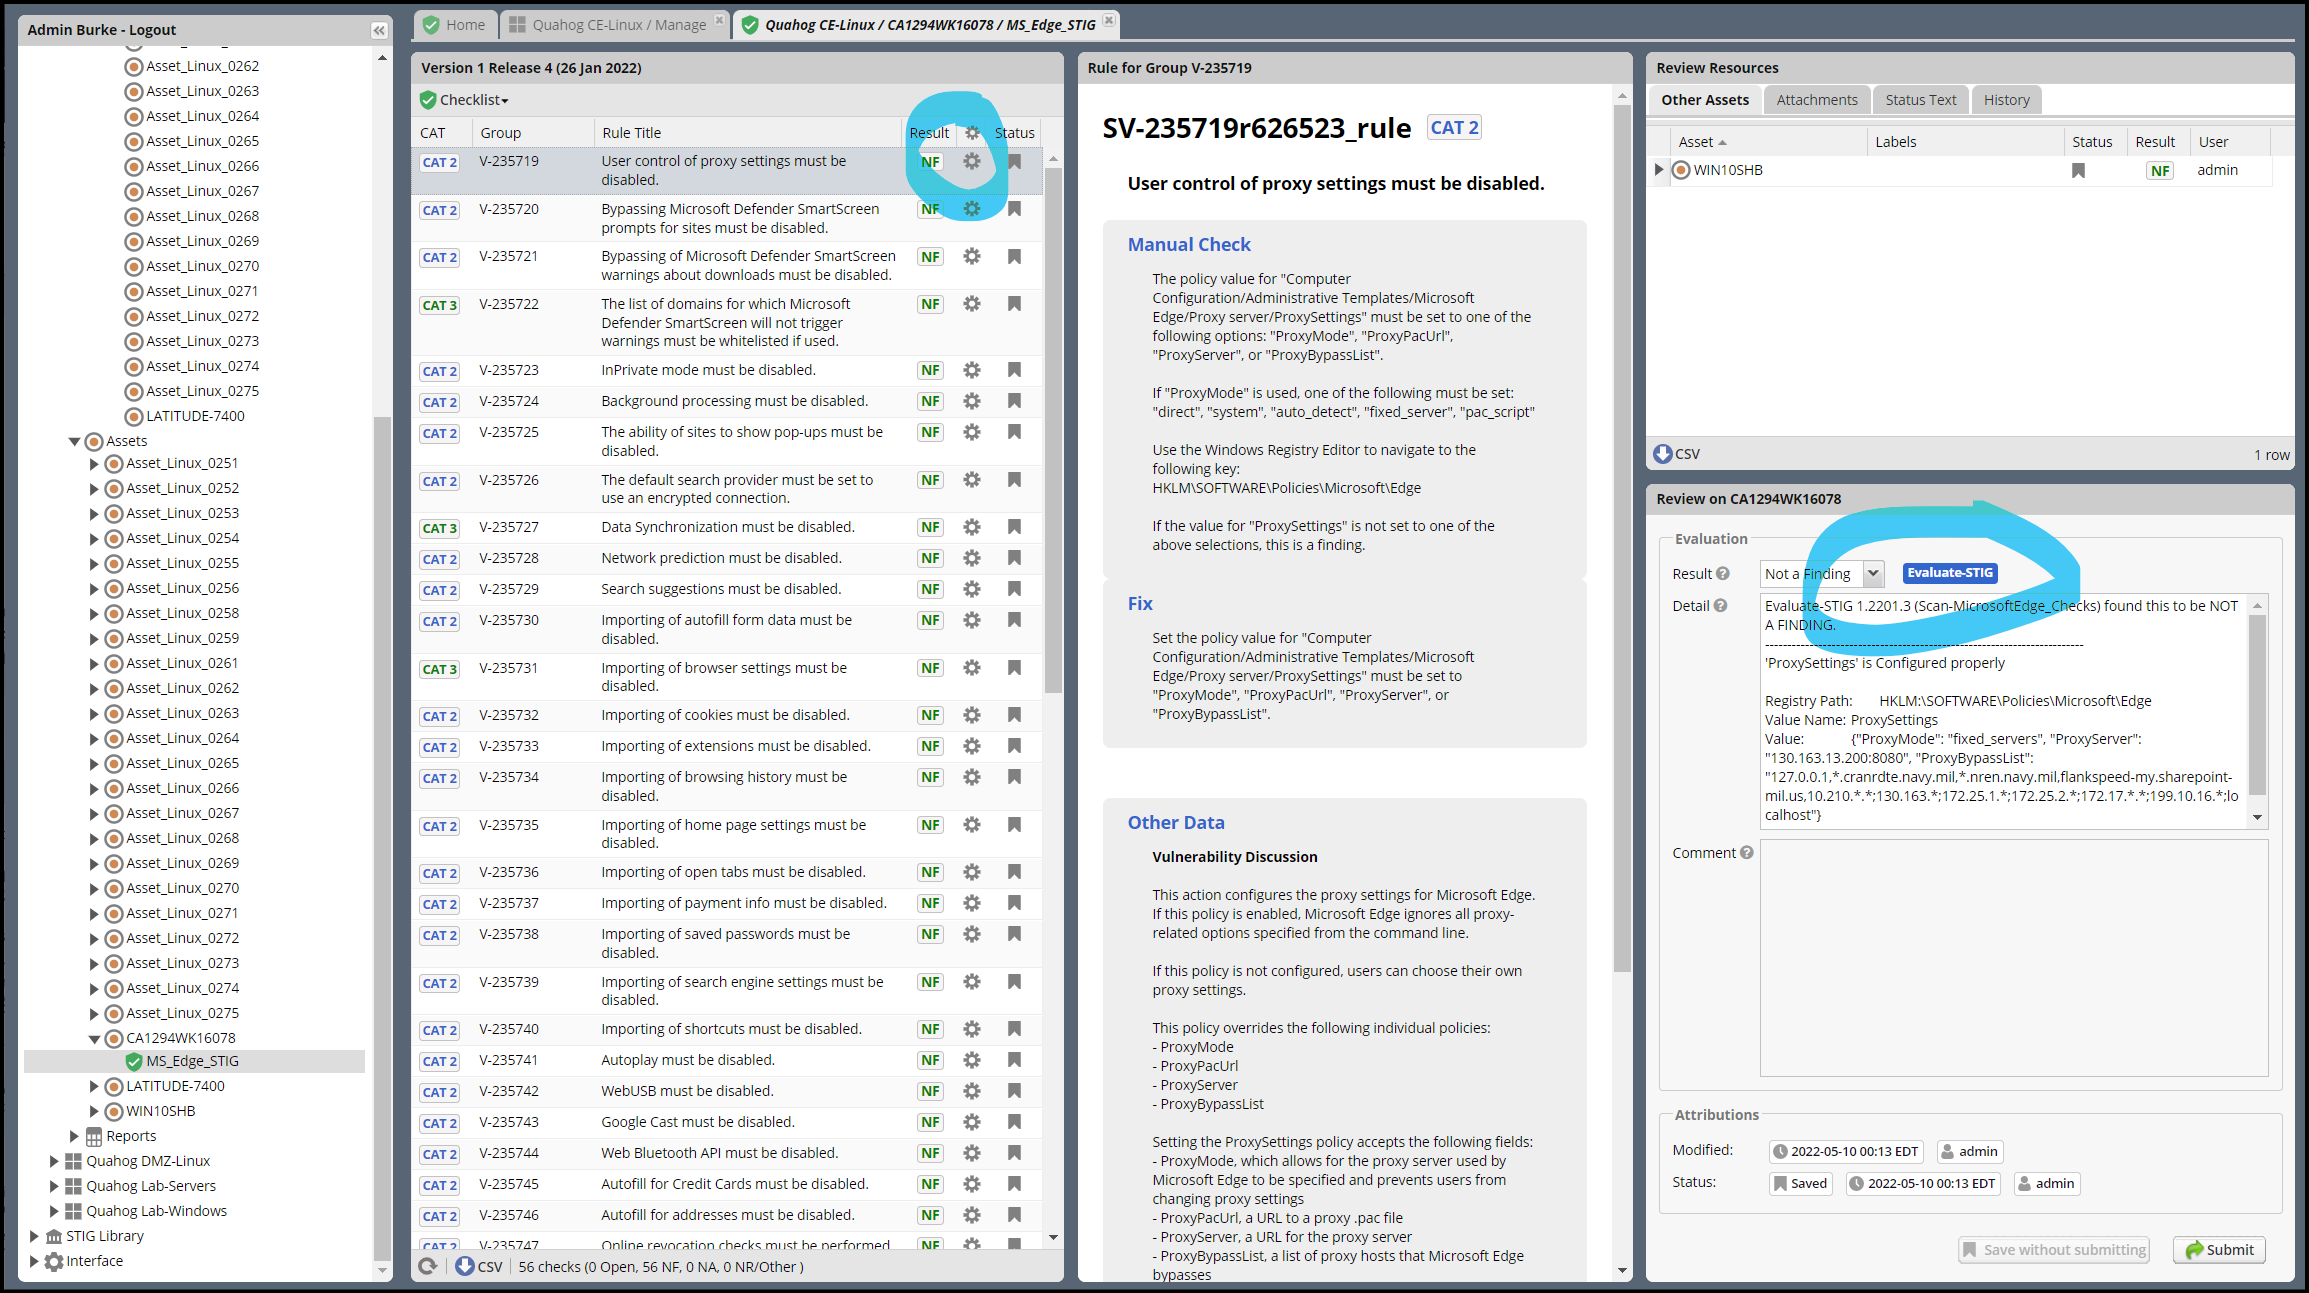 Admin Burke - Logout
Asset_Linux_0262
Asset_Linux_0263
Asset_Linux_0264
Asset_Linux_0265
Asset_Linux_0266
Asset_Linux_0267
Asset_Linux_0268
Asset_Linux_0269
Asset_Linux_0270
Asset_Linux_0271
Asset_Linux_0272
Asset_Linux_0273
Asset_Linux_0274
Asset_Linux_0275
LATITUDE-7400
Assets
Asset_Linux_0251
Asset_Linux_0252
Asset_Linux_0253
Asset_Linux_0254
Asset_Linux_0255
Asset_Linux_0256
Asset_Linux_0258
Asset_Linux_0259
Asset_Linux_0261
Asset_Linux_0262
Asset_Linux_0263
Asset_Linux_0264
Asset_Linux_0265
Asset_Linux_0266
Asset_Linux_0267
Asset_Linux_0268
Asset_Linux_0269
Asset_Linux_0270
Asset_Linux_0271
Asset_Linux_0272
Asset_Linux_0273
Asset_Linux_0274
Asset_Linux_0275
CA1294WK16078
MS_Edge_STIG
LATITUDE-7400
WIN10SHB
Reports
Quahog DMZ-Linux
Quahog Lab-Servers
Quahog Lab-Windows
STIG Library
Interface
Home
Quahog CE-Linux / Manage
Quahog CE-Linux / CA1294WK16078 / MS_Edge_STIG
Version 1 Release 4 (26 Jan 2022)
Checklist
CAT Group Rule Title Result Status
CAT 2 V-235719 User control of proxy settings must be NF
disabled.
CAT 2 V-235720 Bypassing Microsoft Defender SmartScreen NF
prompts for sites must be disabled.
CAT 2 V-235721 Bypassing of Microsoft Defender SmartScreen NF
warnings about downloads must be disabled.
CAT 3 V-235722 The list of domains for which Microsoft NF
Defender SmartScreen will not trigger
warnings must be whitelisted if used.
CAT 2 V-235723 InPrivate mode must be disabled. NF
CAT 2 V-235724 Background processing must be disabled. NF
CAT 2 V-235725 The ability of sites to show pop-ups must be NF
disabled.
CAT 2 V-235726 The default search provider must be set to NF
use an encrypted connection.
CAT 3 V-235727 Data Synchronization must be disabled. NF
CAT 2 V-235728 Network prediction must be disabled. NF
CAT 2 V-235729 Search suggestions must be disabled. NF
CAT 2 V-235730 Importing of autofill form data must be NF
disabled.
CAT 3 V-235731 Importing of browser settings must be NF
disabled.
CAT 2 V-235732 Importing of cookies must be disabled. NF
CAT 2 V-235733 Importing of extensions must be disabled. NF
CAT 2 V-235734 Importing of browsing history must be NF
disabled.
CAT 2 V-235735 Importing of home page settings must be NF
disabled.
CAT 2 V-235736 Importing of open tabs must be disabled. NF
CAT 2 V-235737 Importing of payment info must be disabled. NF
CAT 2 V-235738 Importing of saved passwords must be NF
disabled.
CAT 2 V-235739 Importing of search engine settings must be NF
disabled.
CAT 2 V-235740 Importing of shortcuts must be disabled. NF
CAT 2 V-235741 Autoplay must be disabled. NF
CAT 2 V-235742 WebUSB must be disabled. NF
CAT 2 V-235743 Google Cast must be disabled. NF
CAT 2 V-235744 Web Bluetooth API must be disabled. NF
CAT 2 V-235745 Autofill for Credit Cards must be disabled. NF
CAT 2 V-235746 Autofill for addresses must be disabled. NF
CAT 2 V-235747 Online revocation checks must be performed NF
CSV 56 checks (0 Open, 56 NF, 0 NA, 0 NR/Other )
Rule for Group V-235719
SV-235719r626523_rule CAT 2
User control of proxy settings must be disabled.
Manual Check
The policy value for "Computer
Configuration/Administrative Templates/Microsoft
Edge/Proxy server/ProxySettings" must be set to one of the
following options: "ProxyMode", "ProxyPacUrl",
"ProxyServer", or "ProxyBypassList".
If "ProxyMode" is used, one of the following must be set:
"direct", "system", "auto_detect", "fixed_server", "pac_script"
Use the Windows Registry Editor to navigate to the
following key:
HKLM\SOFTWARE\Policies\Microsoft\Edge
If the value for "ProxySettings" is not set to one of the
above selections, this is a finding.
Fix
Set the policy value for "Computer
Configuration/Administrative Templates/Microsoft
Edge/Proxy server/ProxySettings" must be set to
"ProxyMode", "ProxyPacUrl", "ProxyServer", or
"ProxyBypassList".
Other Data
Vulnerability Discussion
This action configures the proxy settings for Microsoft Edge.
If this policy is enabled, Microsoft Edge ignores all proxy-
related options specified from the command line.
If this policy is not configured, users can choose their own
proxy settings.
This policy overrides the following individual policies:
- ProxyMode
- ProxyPacUrl
- ProxyServer
- ProxyBypassList
Setting the ProxySettings policy accepts the following fields:
- ProxyMode, which allows for the proxy server used by
Microsoft Edge to be specified and prevents users from
changing proxy settings
- ProxyPacUrl, a URL to a proxy .pac file
- ProxyServer, a URL for the proxy server
- ProxyBypassList, a list of proxy hosts that Microsoft Edge
bypasses
Review Resources
Other Assets Attachments Status Text History
Asset Labels Status Result User
WIN10SHB NF admin
CSV 1 row
Review on CA1294WK16078
Evaluation
Result Not a Finding Evaluate-STIG
Detail Evaluate-STIG 1.2201.3 (Scan-MicrosoftEdge_Checks) found this to be NOT
A FINDING.
-----------------------------------------------------------------------
'ProxySettings' is Configured properly
Registry Path: HKLM:\SOFTWARE\Policies\Microsoft\Edge
Value Name: ProxySettings
Value: {"ProxyMode": "fixed_servers", "ProxyServer":
"130.163.13.200:8080", "ProxyBypassList":
"127.0.0.1,*.cranrdte.navy.mil,*.nren.navy.mil,flankspeed-my.sharepoint-
mil.us,10.210.*.*;130.163.*;172.25.1.*;172.25.2.*;172.17.*.*;199.10.16.*;lo
calhost"}
Comment
Attributions
Modified: 2022-05-10 00:13 EDT admin
Status: Saved 2022-05-10 00:13 EDT admin
Save without submitting Submit